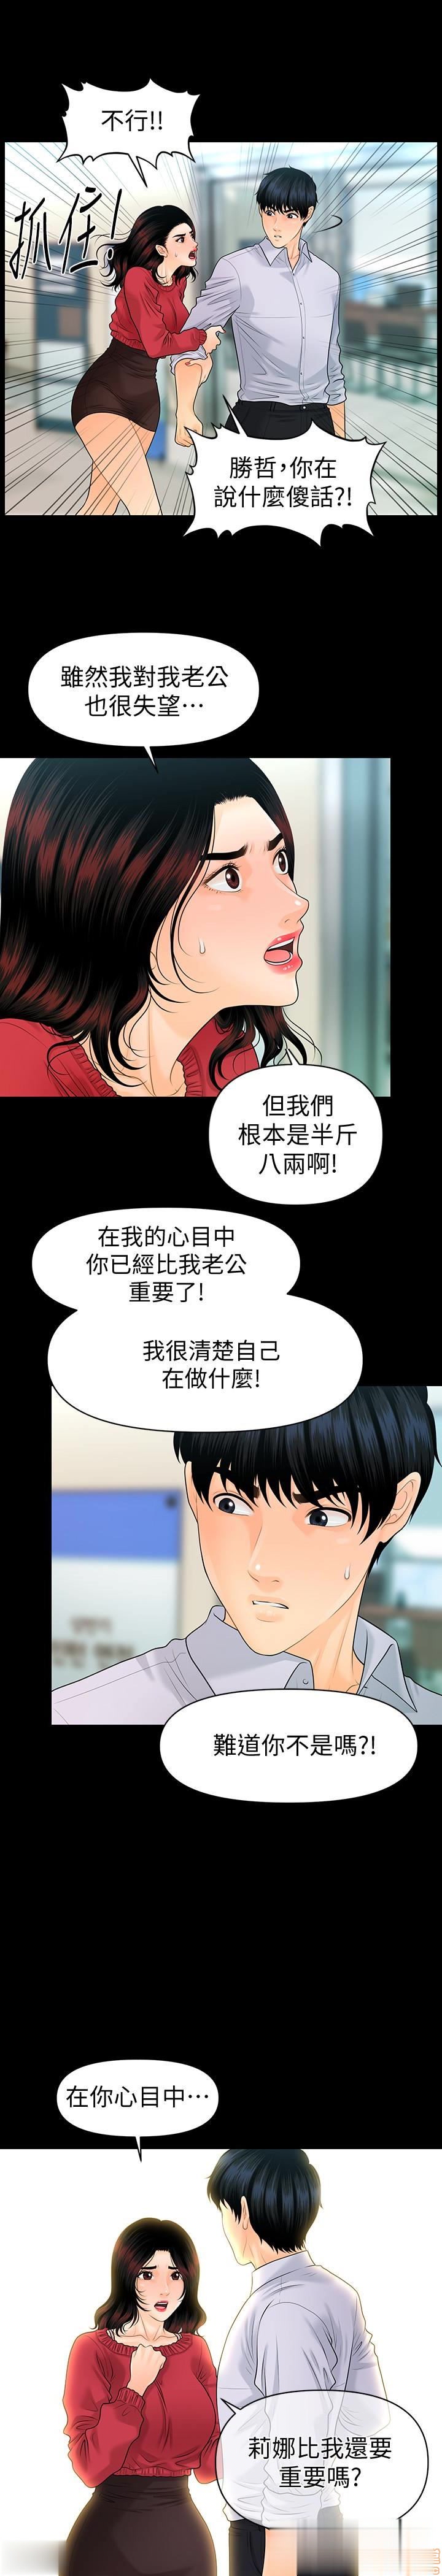 不行!!
抓住!
勝哲，你在
說什麼傻話?!
雖然我對我老公
也很失望…
但我們
根本是半斤
八兩啊!
在我的心目中
你已經比我老公
重要了!
我很清楚自己
在做什麼!
難道你不是嗎?!
在你心目中…
莉娜比我還要
重要嗎?